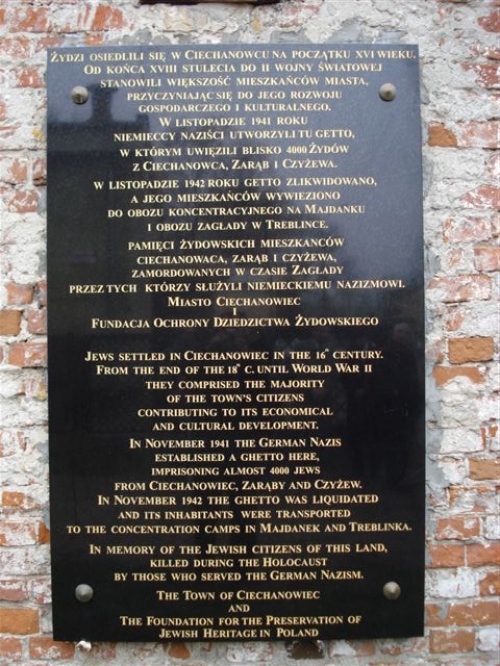 Żydzi osiedlili się w Ciechanowcu na początku XVI wieku.
Od końca XVIII stulecia do II wojny światowej
stanowili większość mieszkańców miasta,
przyczyniając się do jego rozwoju
gospodarczego i kulturalnego.
W listopadzie 1941 roku
niemieccy naziści utworzyli tu getto,
w którym uwięzili blisko 4000 Żydów
z Ciechanowca, Zarąb i Czyżewa.
W listopadzie 1942 roku getto zlikwidowano,
a jego mieszkańców wywieziono
do obozu koncentracyjnego na Majdanku
i obozu zagłady w Treblince.
Pamięci żydowskich mieszkańców
Ciechanowaca, Zarąb i Czyżewa,
zamordowanych w czasie Zagłady
przez tych którzy służyli niemieckiemu nazizmowi.
Miasto Ciechanowiec
i
Fundacja Ochrony Dziedzictwa Żydowskiego
Jews settled in Ciechanowiec in the 16th century.
From the end of the 18th c. until World War II
they comprised the majority
of the town's citizens
contributing to its economical
and cultural development.
In November 1941 the German Nazis
established a ghetto here,
imprisoning almost 4000 Jews
from Ciechanowiec, Zaręby and Czyżew.
In November 1942 the ghetto was liquidated
and its inhabitants were transported
to the concentration camps in Majdanek and Treblinka.
In memory of the Jewish citizens of this land,
killed during the Holocaust
by those who served the German Nazism.
The Town of Ciechanowiec
and
The Foundation for the Preservation of
Jewish Heritage in Poland